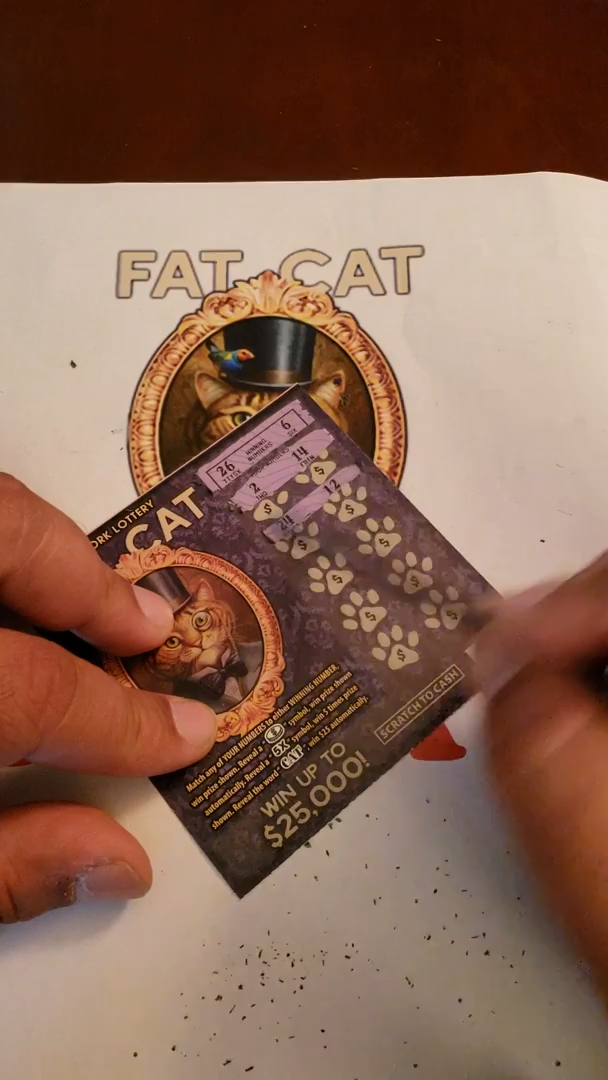 FAT CAT
26 WINNING NUMBERS 6
SIX
2 14
TWO
12
ORK LOTTERY
CAT
Match any of YOUR NUMBERS to either WINNING NUMBER,
win prize shown. Reveal a " " symbol, win prize shown
automatically. Reveal a "5X" symbol, win 5 times prize
shown. Reveal the word "CAT", win $25 automatically.
WIN UP TO
$25,000!
SCRATCH TO CASH
$
$
$
$
$
$
$
$
$
$